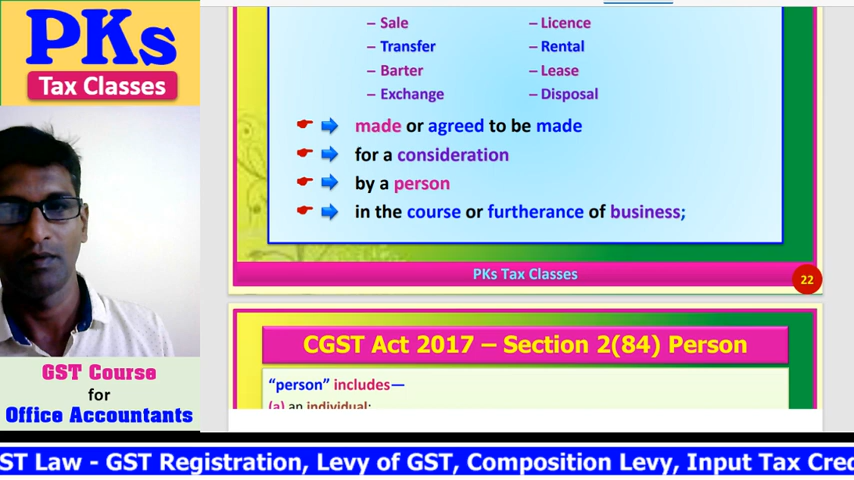 PKs
Tax Classes
– Sale – Licence
– Transfer – Rental
– Barter – Lease
– Exchange – Disposal
made or agreed to be made
for a consideration
by a person
in the course or furtherance of business;
PKs Tax Classes
22
CGST Act 2017 – Section 2(84) Person
“person” includes—
(a) an individual;
GST Course
for
Office Accountants
ST Law - GST Registration, Levy of GST, Composition Levy, Input Tax Cred